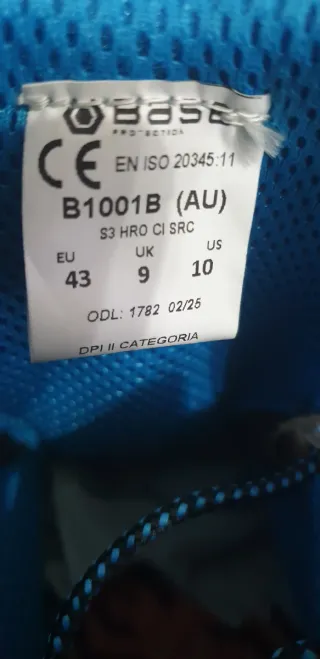 BASE
PROTECTION
CE EN ISO 20345:11
B1001B (AU)
S3 HRO CI SRC
EU UK US
43 9 10
ODL: 1782 02/25
DPI II CATEGORIA